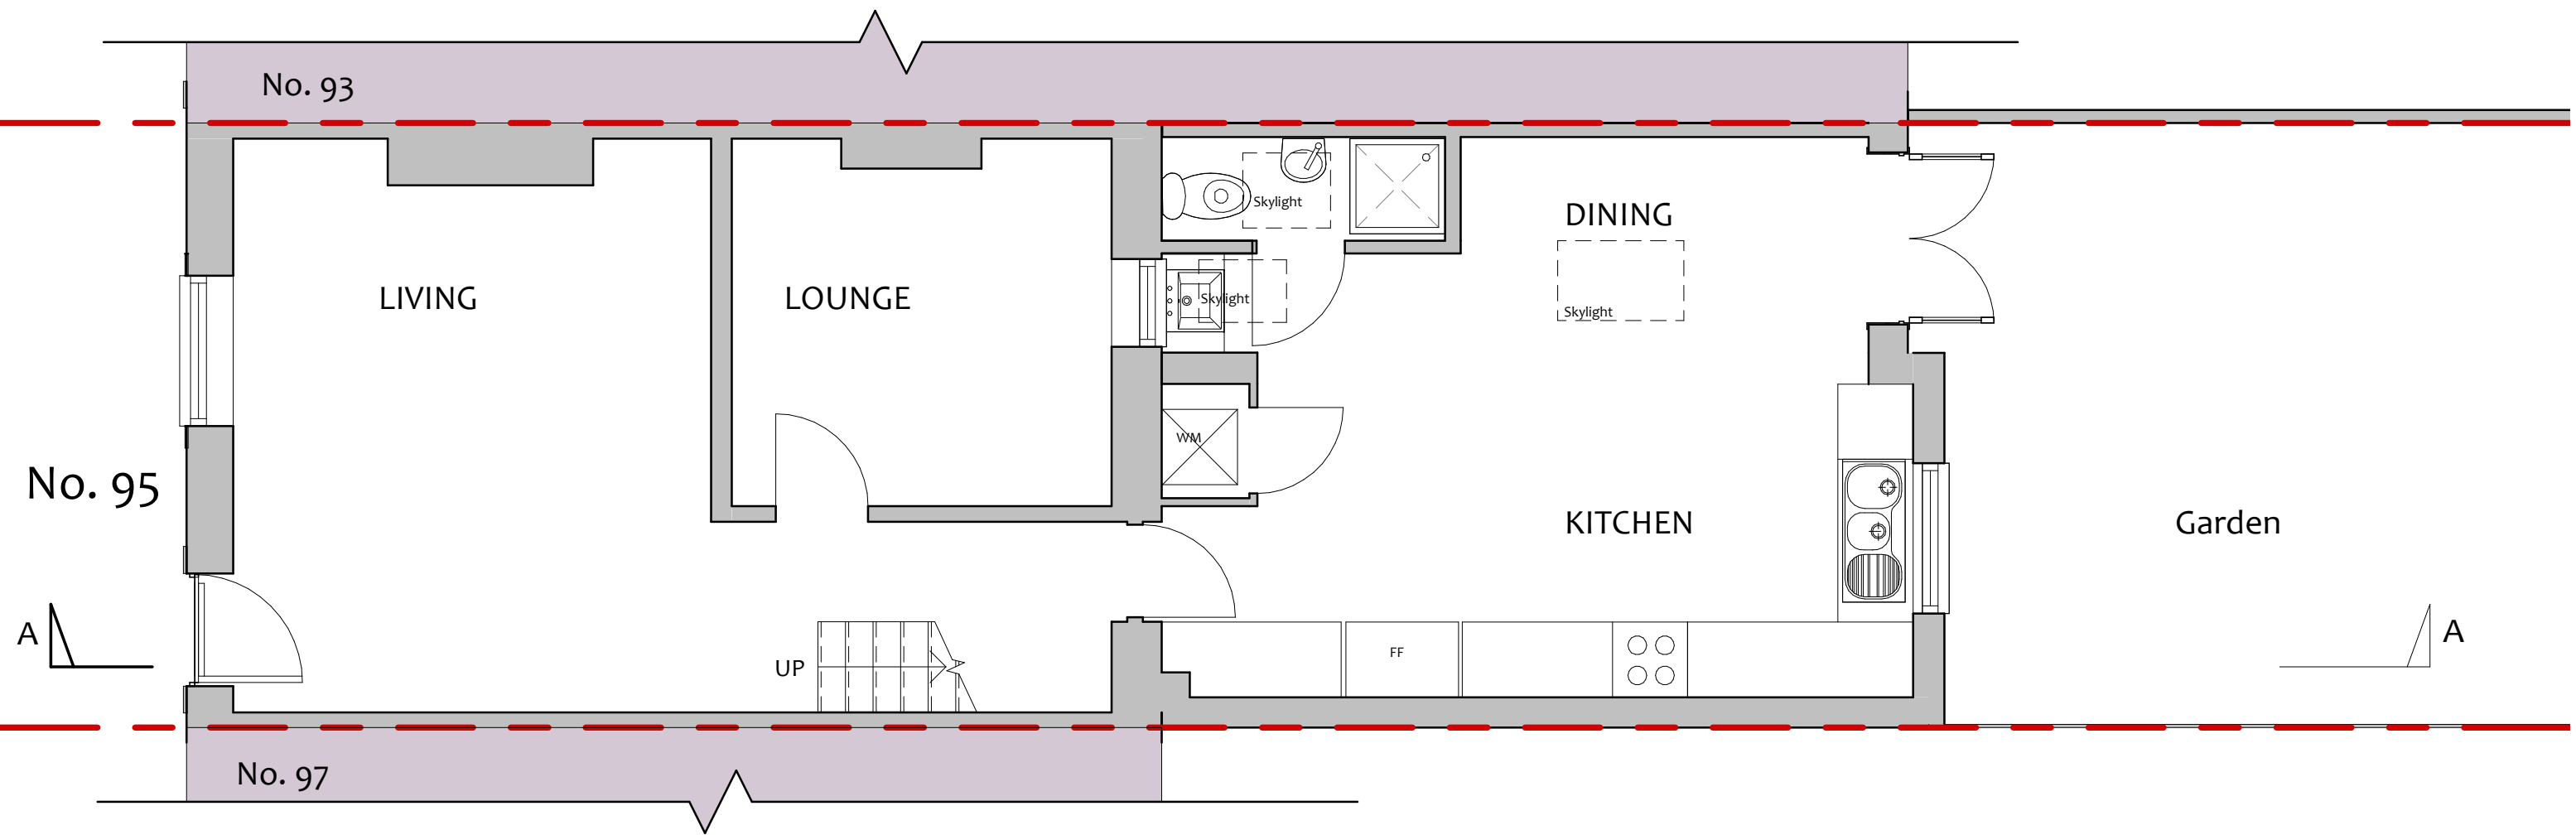 No. 93
Skylight
DINING
LIVING
LOUNGE
Skylight
Skylight
WM
No. 95
KITCHEN
Garden
A
UP
FF
A
No. 97